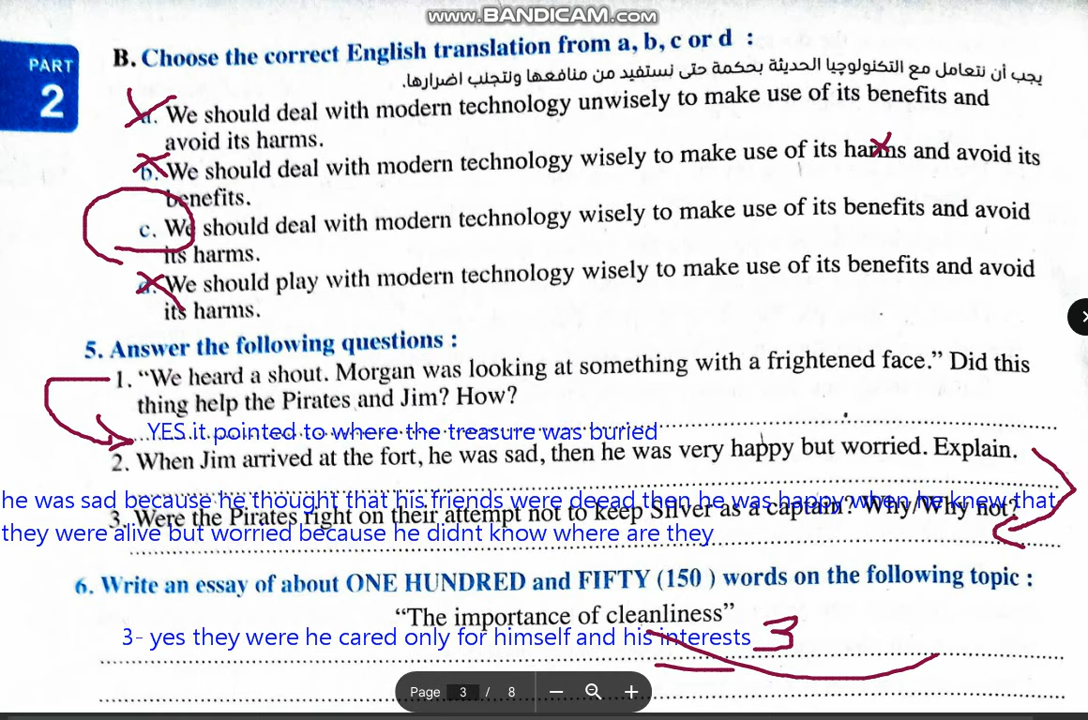 www.BANDICAM.com
PART
2
B. Choose the correct English translation from a, b, c or d :
يجب أن نتعامل مع التكنولوجيا الحديثة بحكمة حتى نستفيد من منافعها ونتجنب اضرارها.
a. We should deal with modern technology unwisely to make use of its benefits and
avoid its harms.
b. We should deal with modern technology wisely to make use of its harms and avoid its
benefits.
c. We should deal with modern technology wisely to make use of its benefits and avoid
its harms.
d. We should play with modern technology wisely to make use of its benefits and avoid
its harms.
5. Answer the following questions :
1. “We heard a shout. Morgan was looking at something with a frightened face.” Did this
thing help the Pirates and Jim? How?
YES it pointed to where the treasure was buried
2. When Jim arrived at the fort, he was sad, then he was very happy but worried. Explain.
he was sad because he thought that his friends were deead then he was happy when he knew that
3. Were the Pirates right on their attempt not to keep Silver as a captain? Why/Why not?
they were alive but worried because he didnt know where are they
6. Write an essay of about ONE HUNDRED and FIFTY (150 ) words on the following topic :
“The importance of cleanliness”
3- yes they were he cared only for himself and his interests 3
Page 3 / 8